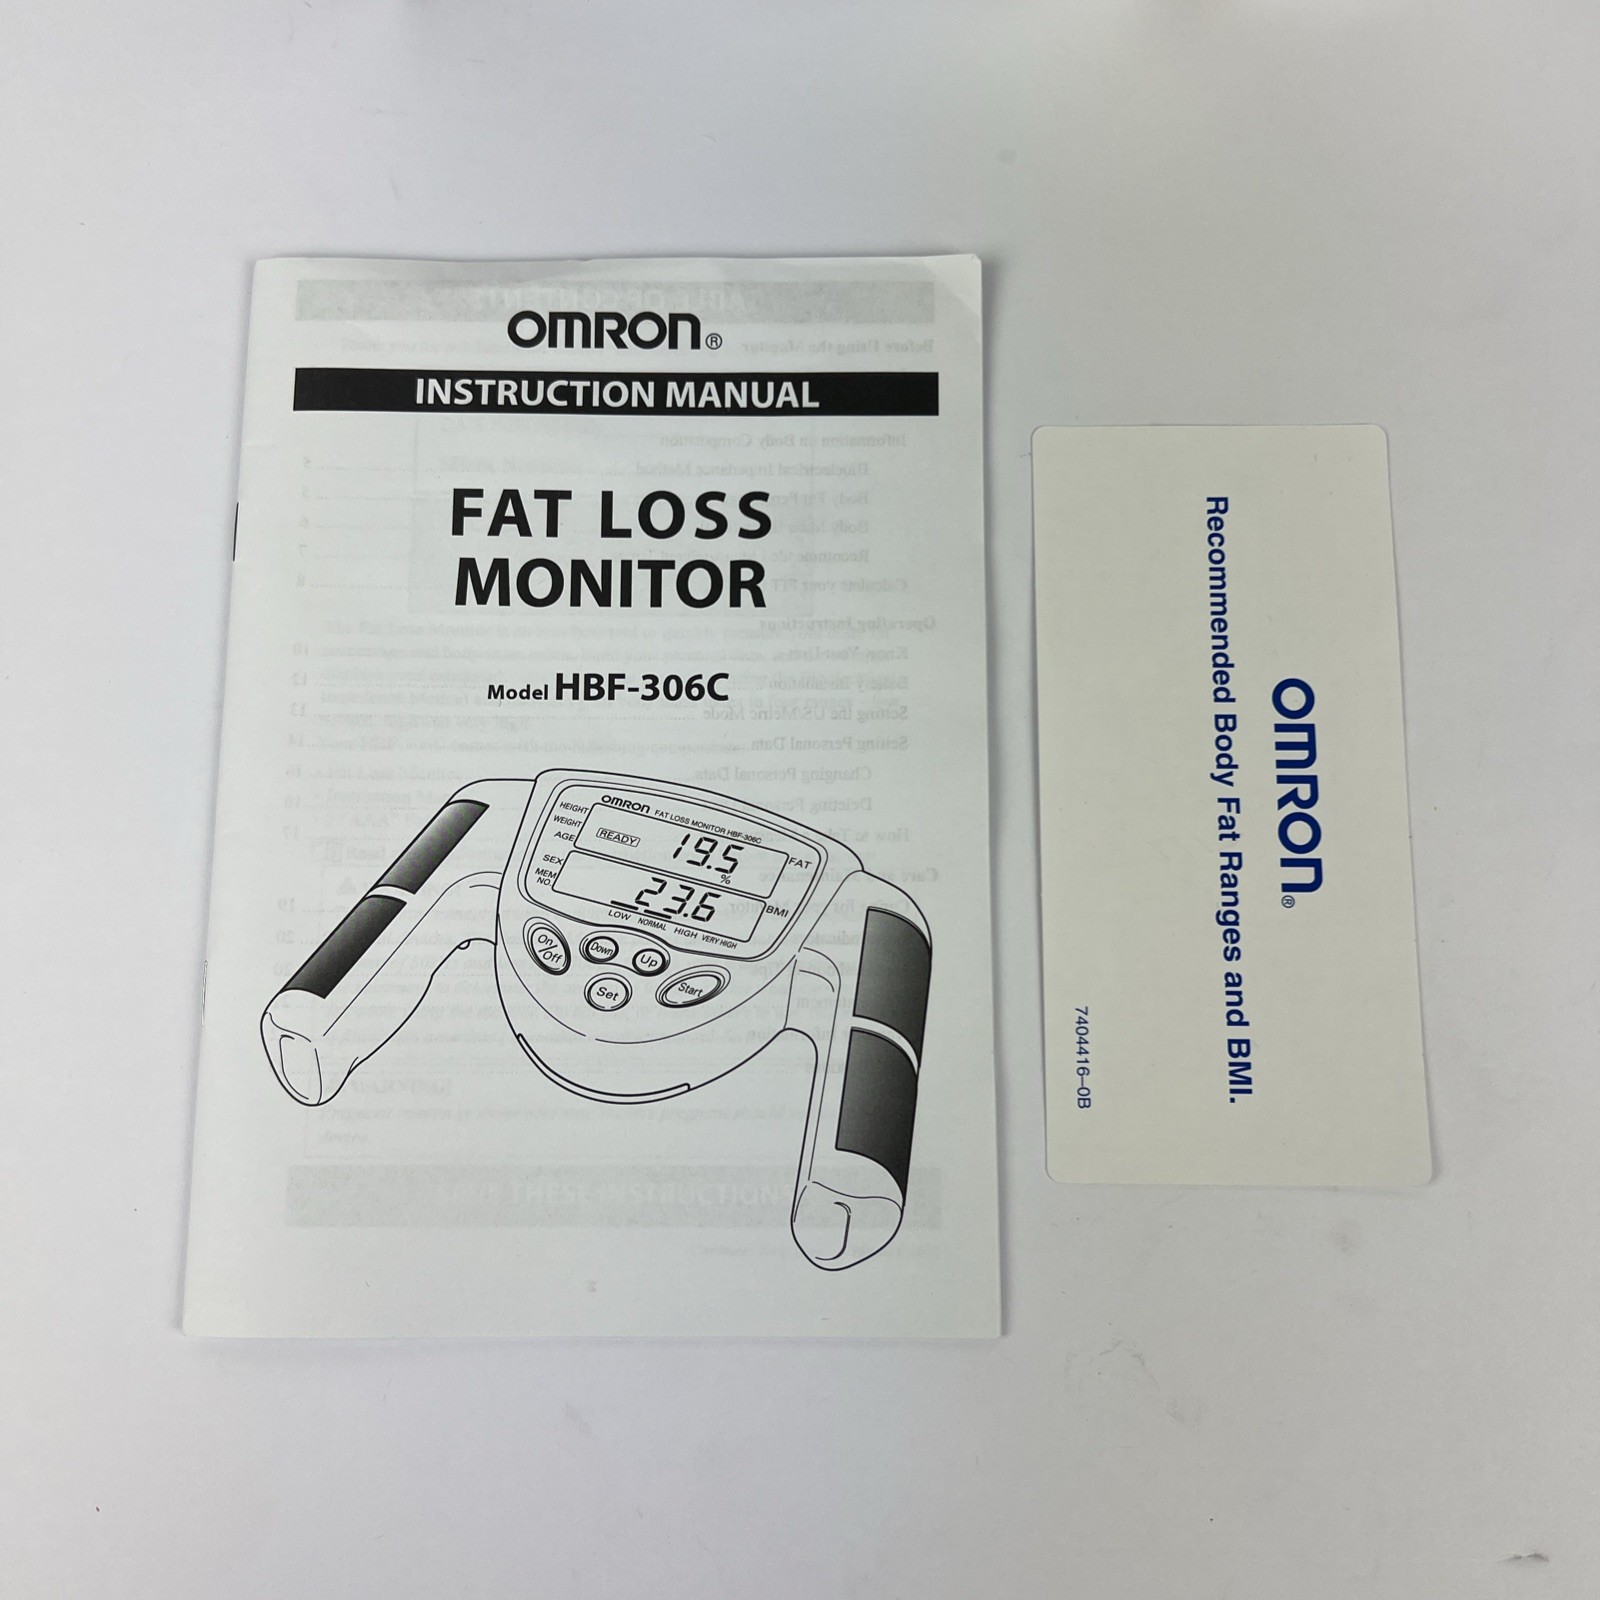 OMRON®
INSTRUCTION MANUAL
FAT LOSS
MONITOR
Model HBF-306C
OMRON FAT LOSS MONITOR HBF-306C
HEIGHT
WEIGHT
AGE
SEX
MEM
NO.
READY
19.5
%
FAT
23.6
BMI
LOW NORMAL HIGH VERY HIGH
On/Off
Down
Up
Set
Start
OMRON®
Recommended Body Fat Ranges and BMI.
7404416-0B